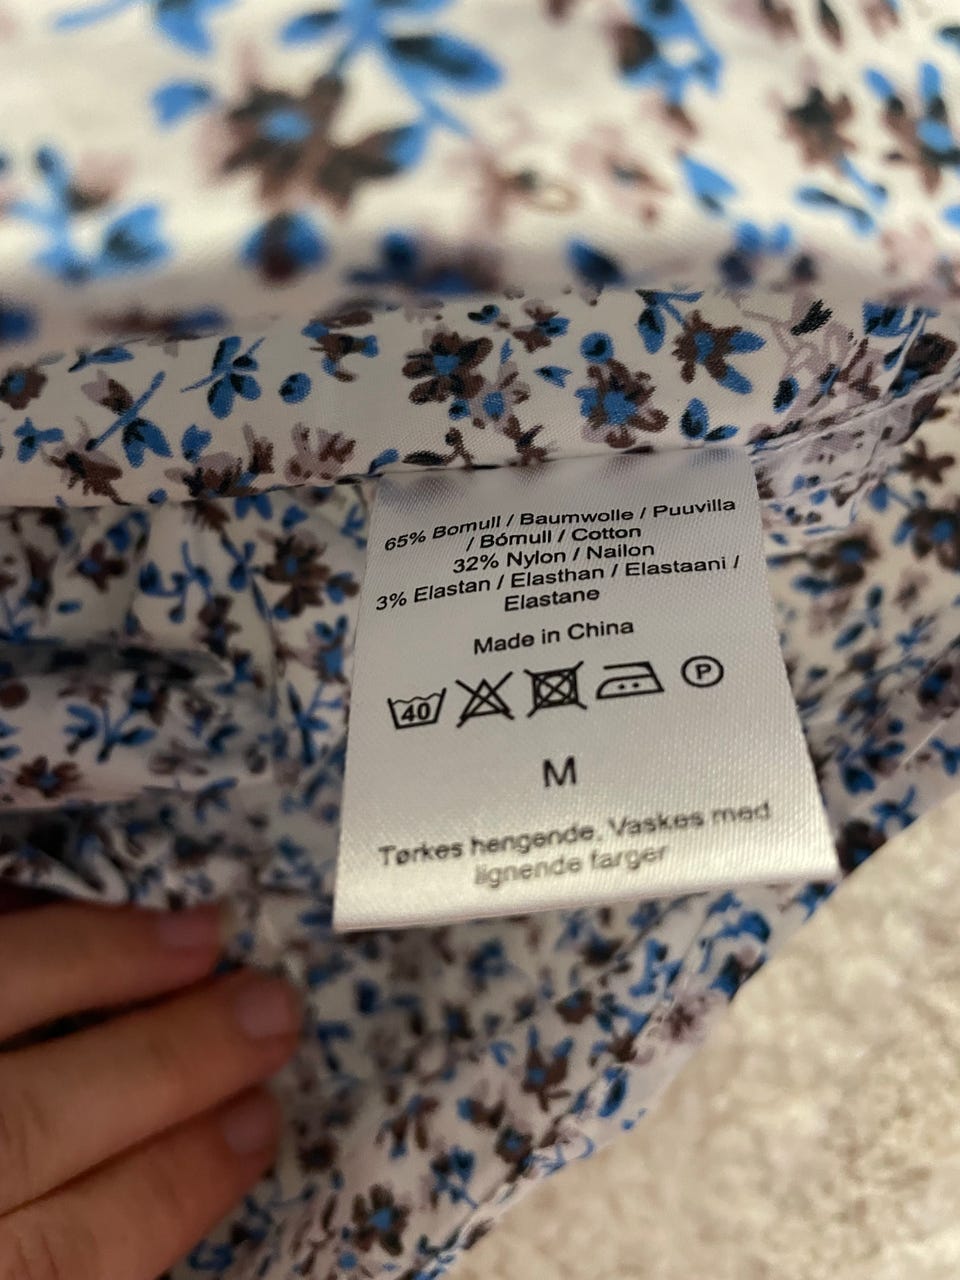 65% Bomull / Baumwolle / Puuvilla
/ Bómull / Cotton
32% Nylon / Nailon
3% Elastan / Elasthan / Elastaani /
Elastane
Made in China
40 P
M
Tørkes hengende. Vaskes med
lignende farger